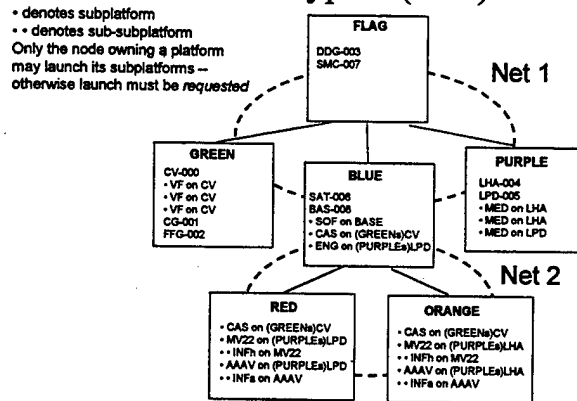 • denotes subplatform
• • denotes sub-subplatform
Only the node owning a platform
may launch its subplatforms –
otherwise launch must be requested
FLAG
DDG-003
SMC-007
Net 1
GREEN
CV-000
• VF on CV
• VF on CV
• VF on CV
CG-001
FFG-002
BLUE
SAT-006
BAS-008
• SOF on BASE
• CAS on (GREENs)CV
• ENG on (PURPLEs)LPD
PURPLE
LHA-004
LPD-005
• MED on LHA
• MED on LHA
• MED on LPD
Net 2
RED
• CAS on (GREENs)CV
• MV22 on (PURPLEs)LPD
• • INFh on MV22
• AAAV on (PURPLEs)LPD
• • INFs on AAAV
ORANGE
• CAS on (GREENs)CV
• MV22 on (PURPLEs)LHA
• • INFh on MV22
• AAAV on (PURPLEs)LHA
• • INFs on AAAV